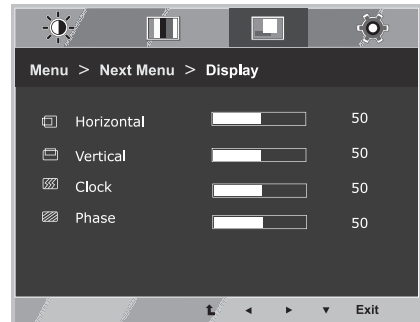 Menu > Next Menu > Display
Horizontal 50
Vertical 50
Clock 50
Phase 50
Exit